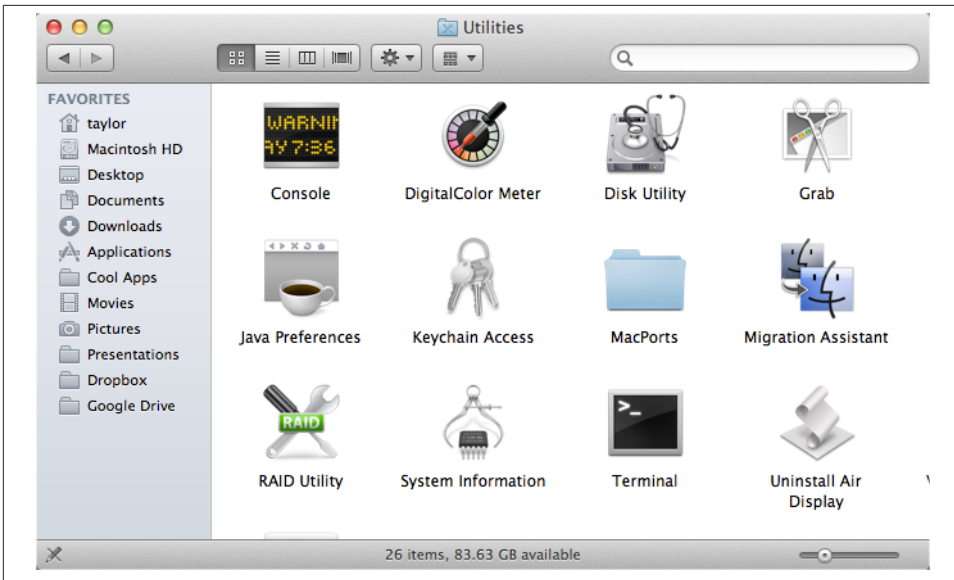 Utilities
FAVORITES
taylor
Macintosh HD
Desktop
Documents
Downloads
Applications
Cool Apps
Movies
Pictures
Presentations
Dropbox
Google Drive
WARNIN
AY 7:36
Console
DigitalColor Meter
Disk Utility
Grab
Java Preferences
Keychain Access
MacPorts
Migration Assistant
RAID
>_
RAID Utility
System Information
Terminal
Uninstall Air
Display
26 items, 83.63 GB available